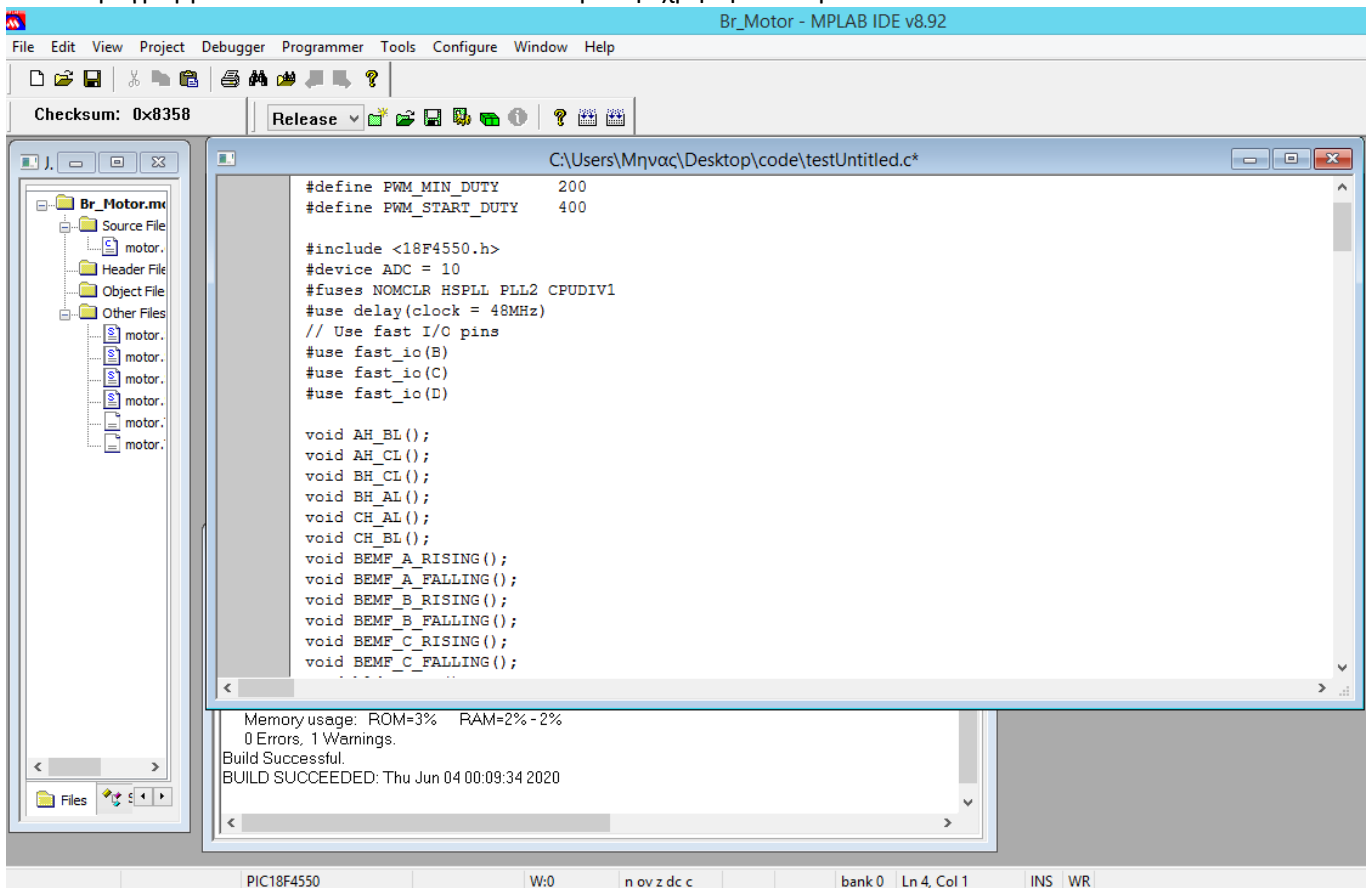 Br_Motor - MPLAB IDE v8.92
File Edit View Project Debugger Programmer Tools Configure Window Help
Checksum: 0x8358
Release
J.
C:\Users\Μηνας\Desktop\code\testUntitled.c*
Br_Motor.mc
Source File
motor.
Header File
Object File
Other Files
motor.
motor.
motor.
motor.
motor.
motor.
Files
#define PWM_MIN_DUTY 200
#define PWM_START_DUTY 400
#include <18F4550.h>
#device ADC = 10
#fuses NOMCLR HSPLL PLL2 CPUDIV1
#use delay(clock = 48MHz)
// Use fast I/O pins
#use fast_io(B)
#use fast_io(C)
#use fast_io(D)
void AH_BL();
void AH_CL();
void BH_CL();
void BH_AL();
void CH_AL();
void CH_BL();
void BEMF_A_RISING();
void BEMF_A_FALLING();
void BEMF_B_RISING();
void BEMF_B_FALLING();
void BEMF_C_RISING();
void BEMF_C_FALLING();
Memory usage: ROM=3% RAM=2% - 2%
0 Errors, 1 Warnings.
Build Successful.
BUILD SUCCEEDED: Thu Jun 04 00:09:34 2020
PIC18F4550 W:0 n ov z dc c bank 0 Ln 4, Col 1 INS WR